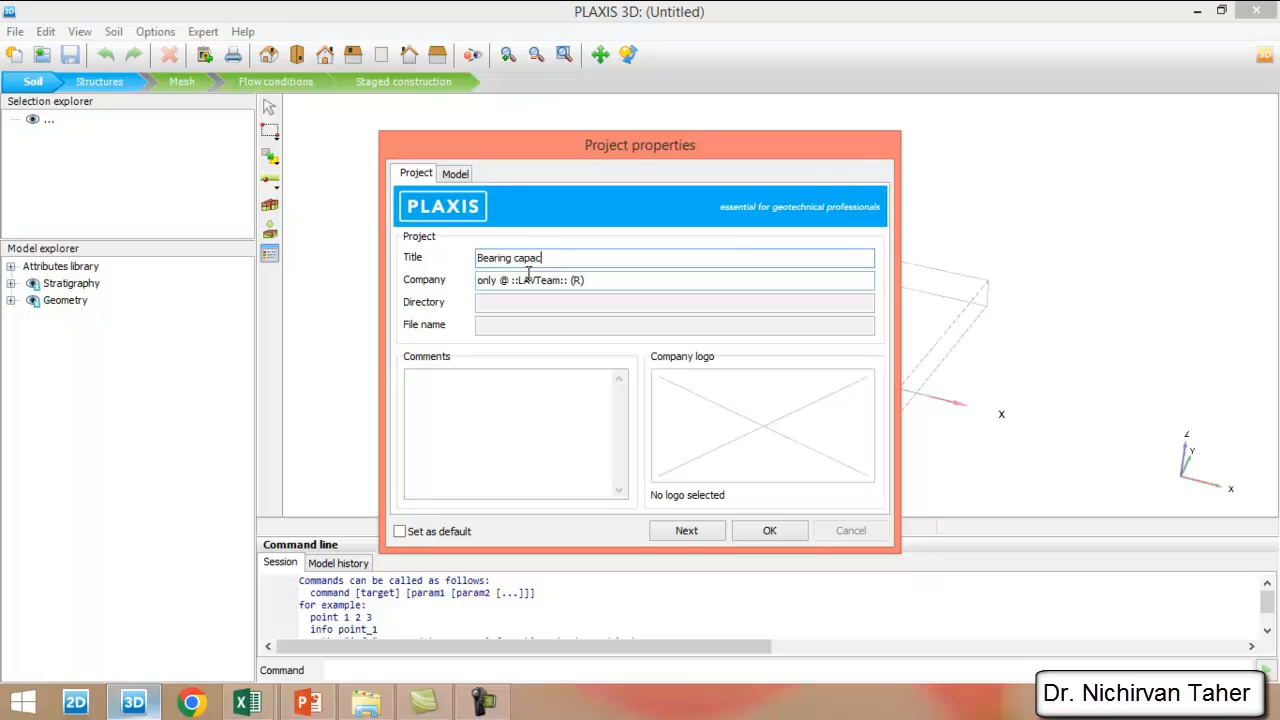 PLAXIS 3D: (Untitled)
File Edit View Soil Options Expert Help
3D
Soil Structures Mesh Flow conditions Staged construction
Selection explorer
...
Model explorer
Attributes library
Stratigraphy
Geometry
Project properties
Project Model
PLAXIS
essential for geotechnical professionals
Project
Title Bearing capac
Company only @ ::LAVTeam:: (R)
Directory
File name
Comments
Company logo
No logo selected
Set as default
Next OK Cancel
X
Z
Y
X
Command line
Session Model history
Commands can be called as follows:
command [target] [param1 [param2 [...]]]
for example:
point 1 2 3
info point_1
Command
2D 3D
Dr. Nichirvan Taher